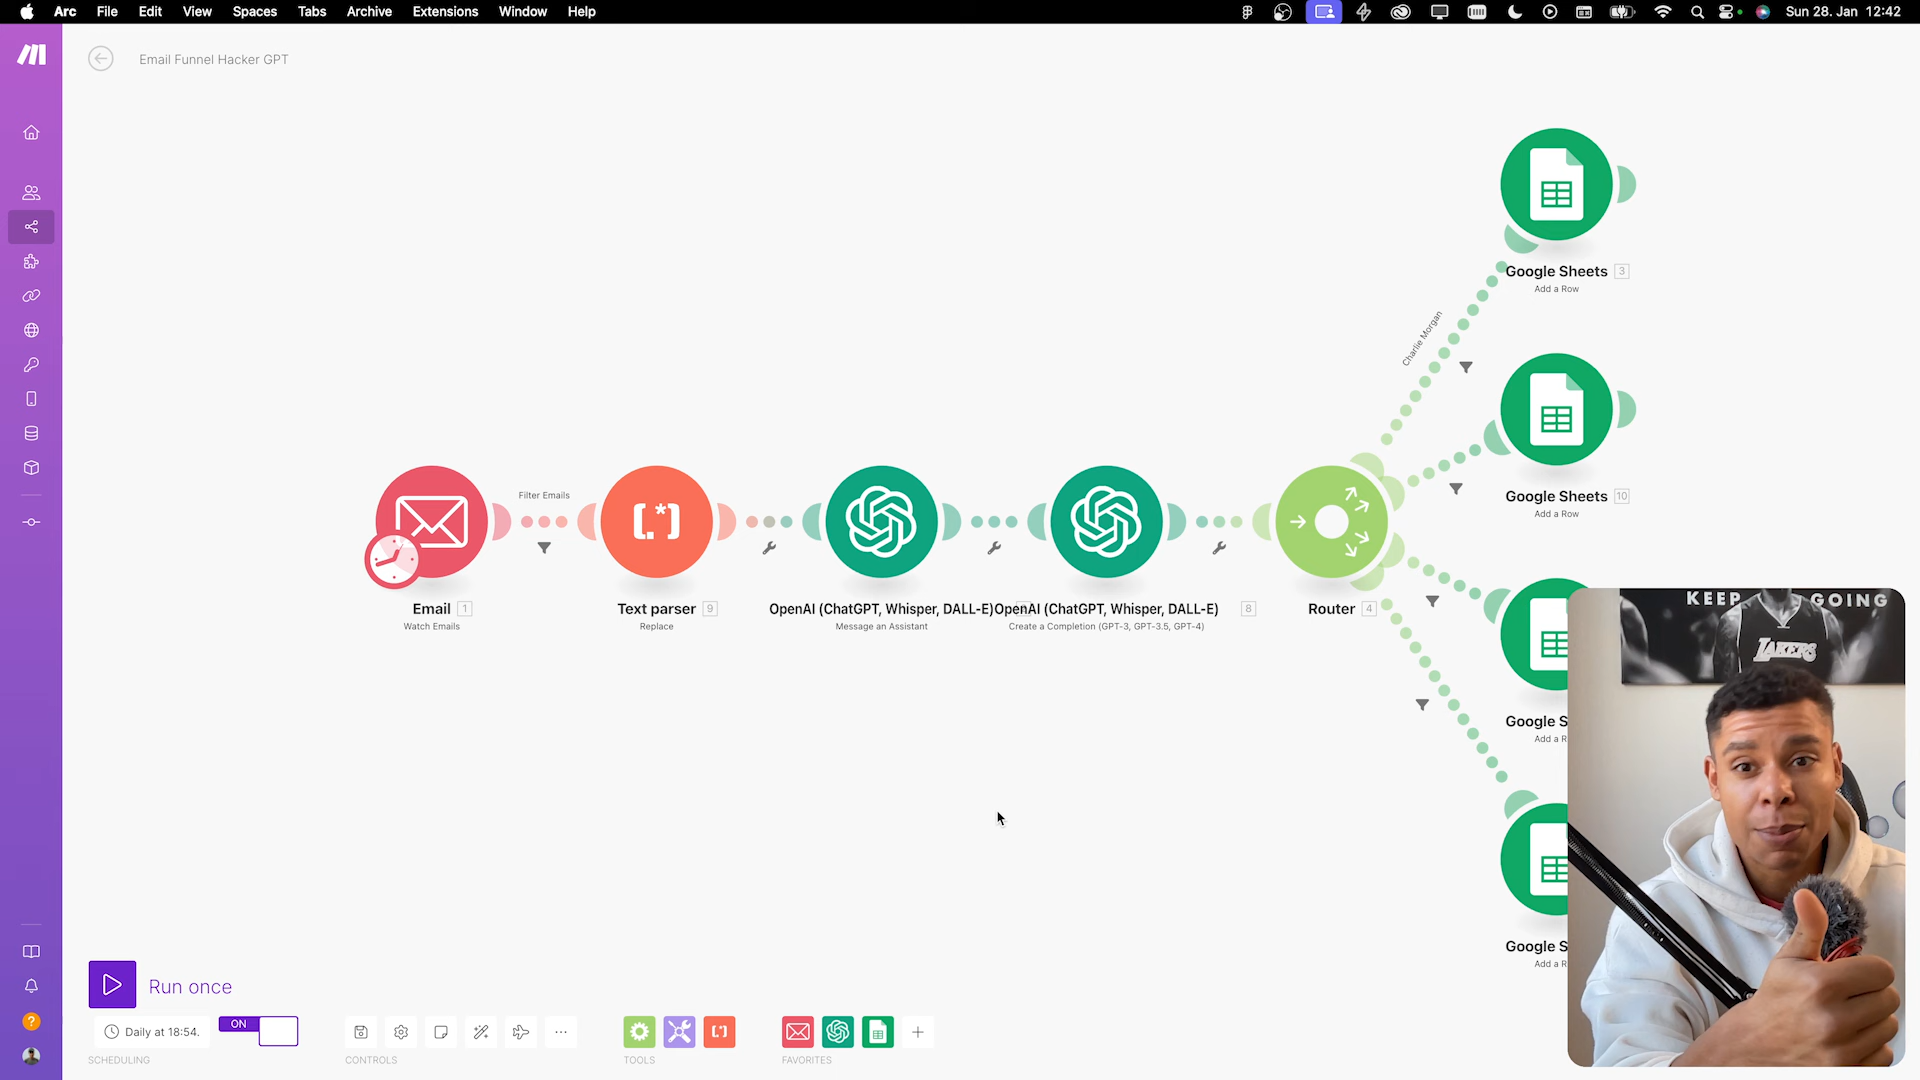 Arc File Edit View Spaces Tabs Archive Extensions Window Help
Sun 28. Jan 12:42
Email Funnel Hacker GPT
Google Sheets 3
Add a Row
Charlie Morgan
Google Sheets 10
Add a Row
Filter Emails
[.*]
Email 1
Watch Emails
Text parser 9
Replace
OpenAI (ChatGPT, Whisper, DALL-E)
Message an Assistant
OpenAI (ChatGPT, Whisper, DALL-E) 8
Create a Completion (GPT-3, GPT-3.5, GPT-4)
Router 4
Google S
Add a R
Google S
Add a R
KEEP GOING
LAKERS
Run once
Daily at 18:54.
ON
SCHEDULING
CONTROLS
TOOLS
FAVORITES